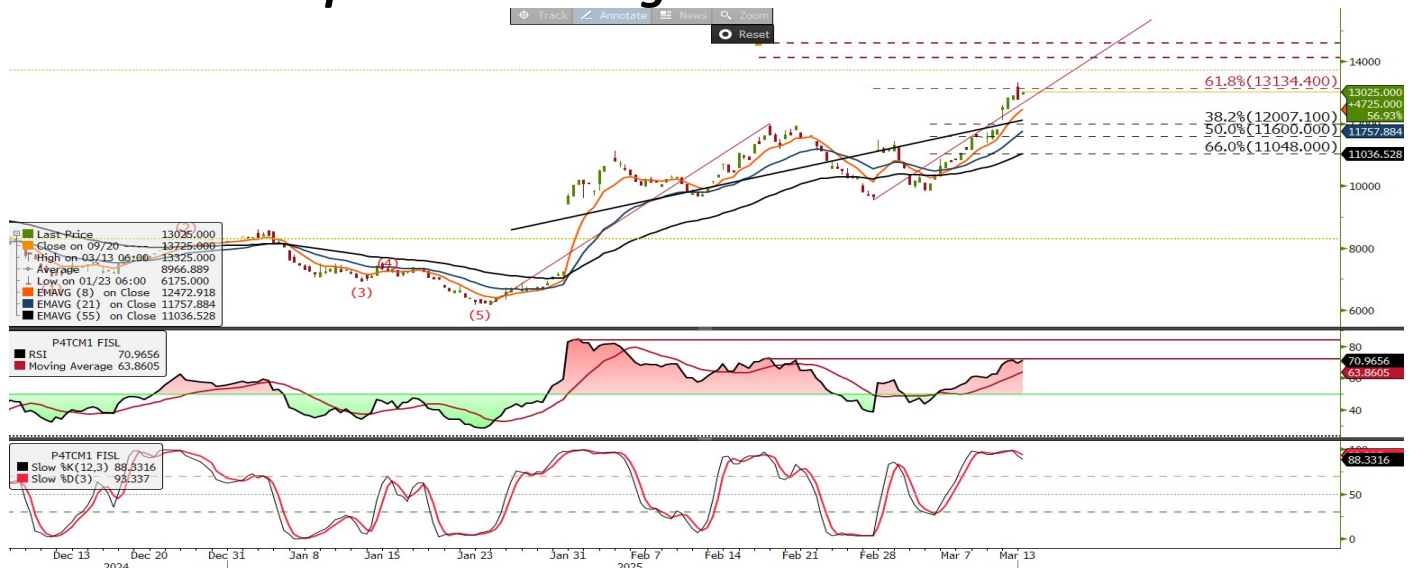 Track Annotate News Zoom
Reset
14000
61.8%(13134.400)
13025.000
+4725.000
56.93%
38.2%(12007.100)
50.0%(11600.000)
11757.884
66.0%(11048.000)
11036.528
10000
8000
6000
(2)
(3)
(4)
(5)
Last Price 13025.000
Close on 09/20 ---- 13725.000
High on 03/13 06:00 13325.000
Average 8966.889
Low on 01/23 06:00 6175.000
EMAVG (8) on Close 12472.918
EMAVG (21) on Close 11757.884
EMAVG (55) on Close 11036.528
P4TCM1 FISL
RSI 70.9656
Moving Average 63.8605
80
70.9656
63.8605
40
P4TCM1 FISL
Slow %K(12,3) 88.3316
Slow %D(3) 93.337
88.3316
50
0
Dec 13 Dec 20 Dec 31 Jan 8 Jan 15 Jan 23 Jan 31 Feb 7 Feb 14 Feb 21 Feb 28 Mar 7 Mar 13
2024 2025